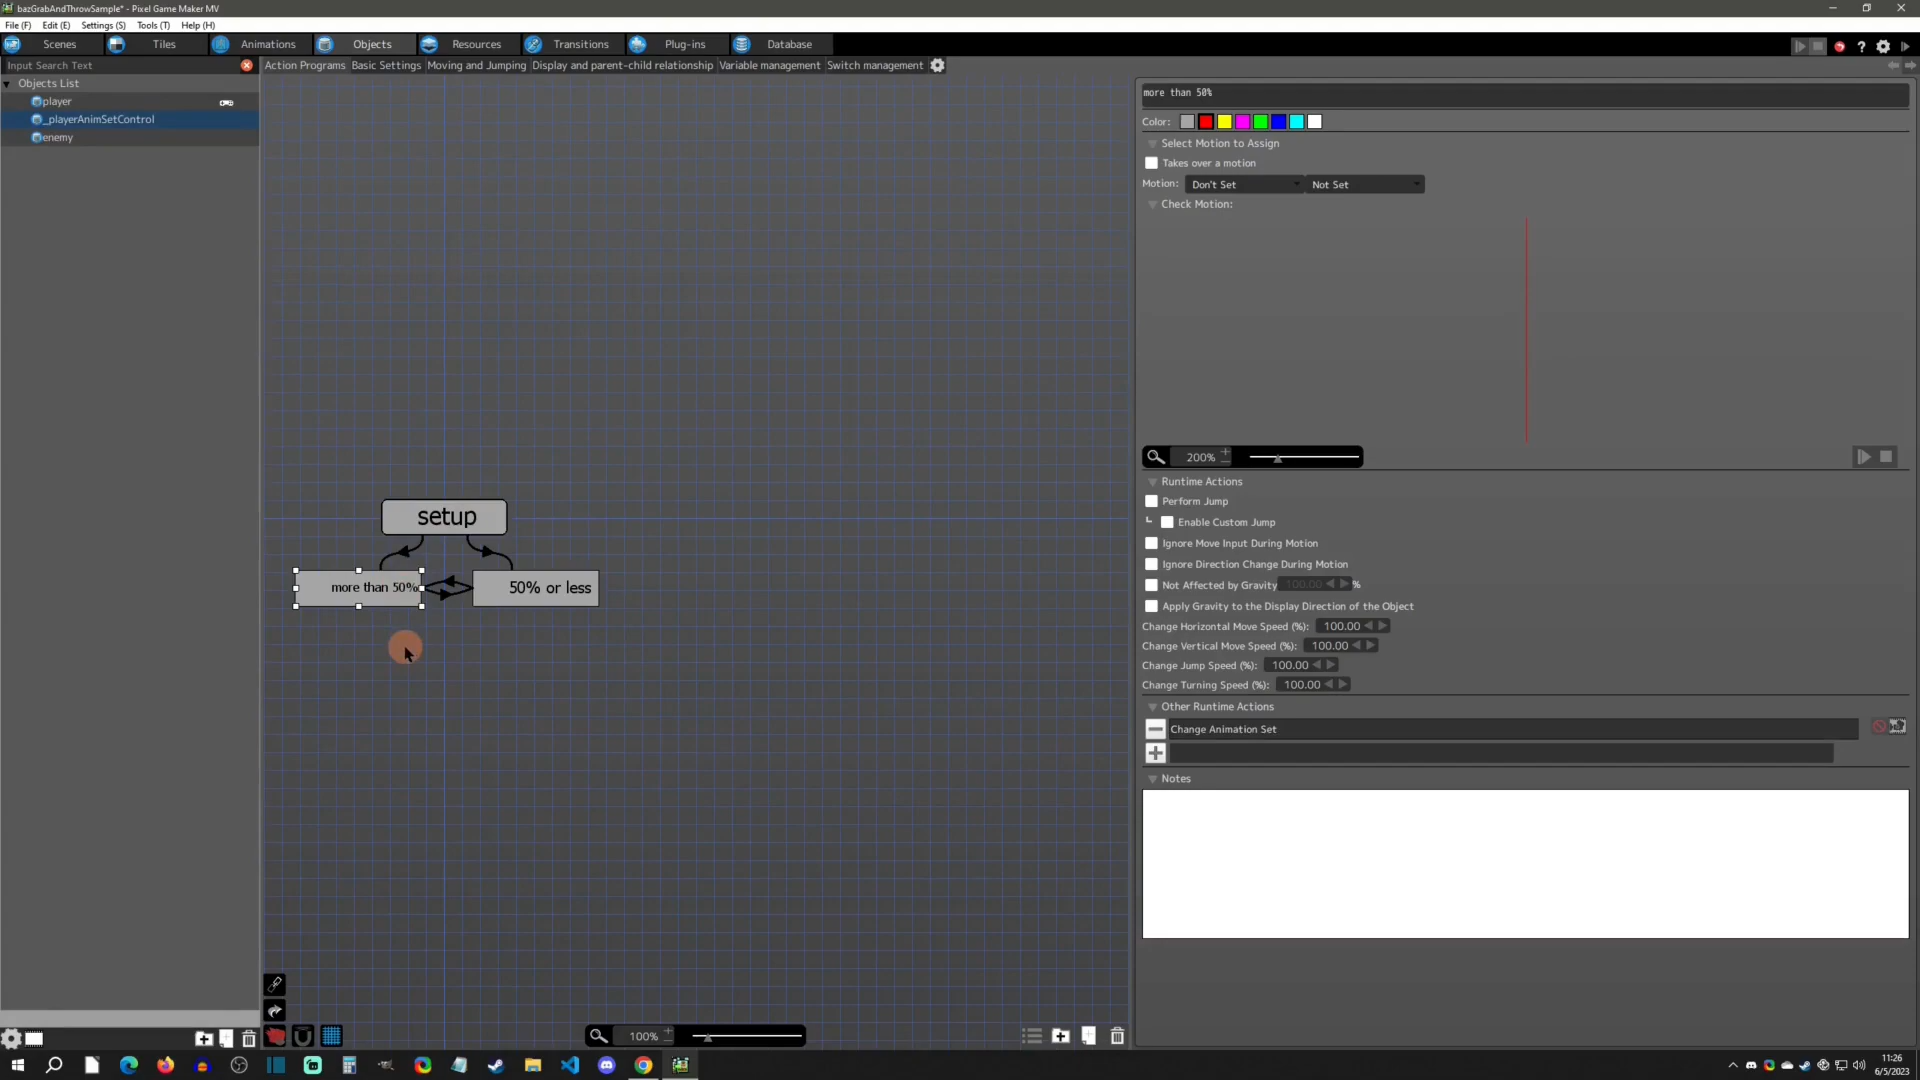 bazGrabAndThrowSample* - Pixel Game Maker MV
File (F) Edit (E) Settings (S) Tools (T) Help (H)
Scenes Tiles Animations Objects Resources Transitions Plug-ins Database
Input Search Text
Action Programs Basic Settings Moving and Jumping Display and parent-child relationship Variable management Switch management
Objects List
player
_playerAnimSetControl
enemy
setup
more than 50%
50% or less
100%
more than 50%
Color:
Select Motion to Assign
Takes over a motion
Motion: Don't Set Not Set
Check Motion:
200%
Runtime Actions
Perform Jump
Enable Custom Jump
Ignore Move Input During Motion
Ignore Direction Change During Motion
Not Affected by Gravity 100.00 %
Apply Gravity to the Display Direction of the Object
Change Horizontal Move Speed (%): 100.00
Change Vertical Move Speed (%): 100.00
Change Jump Speed (%): 100.00
Change Turning Speed (%): 100.00
Other Runtime Actions
Change Animation Set
Notes
11:26
6/5/2023